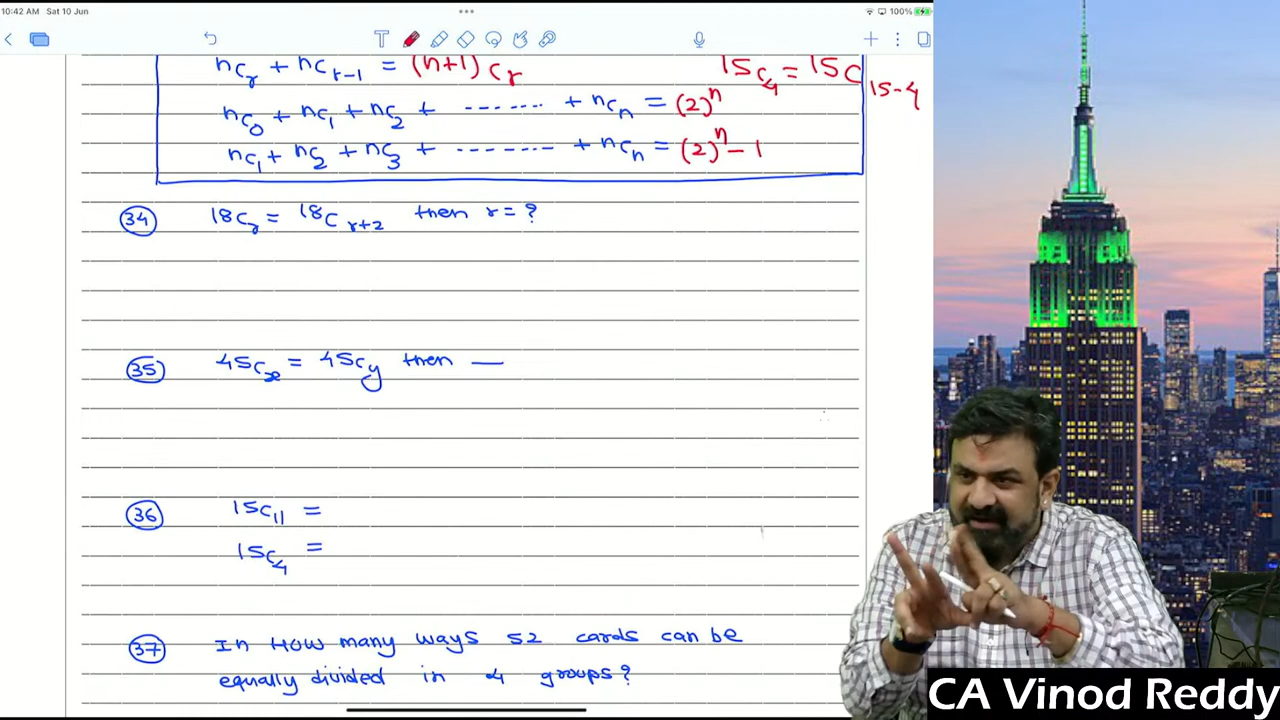 10:42 AM Sat 10 Jun
100%
nCr + nCr-1 = (n+1)Cr
15C4 = 15C15-4
nC0 + nC1 + nC2 + ....... + nCn = (2)^n
nC1 + nC2 + nC3 + ........ + nCn = (2)^n - 1
34 18Cr = 18Cr+2 then r = ?
35 45Cx = 45Cy then —
36 15C11 =
15C4 =
37 In How many ways 52 cards can be
equally divided in 4 groups?
CA Vinod Reddy